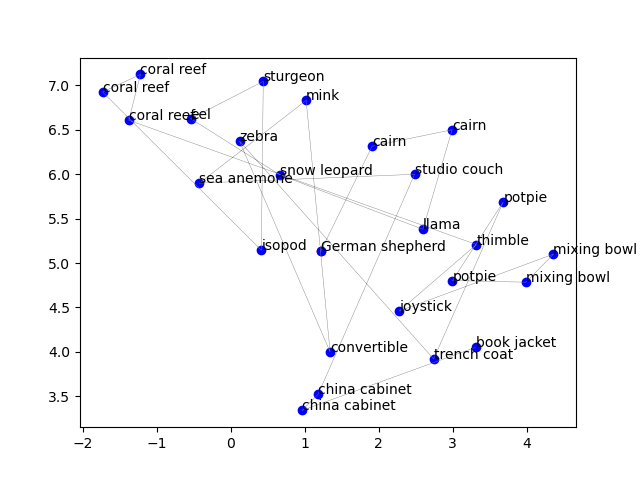 coral reef
coral reef
sturgeon
mink
coral reef
eel
cairn
zebra
cairn
sea anemone
snow leopard
studio couch
potpie
llama
isopod
German shepherd
thimble
mixing bowl
potpie
mixing bowl
joystick
convertible
book jacket
trench coat
china cabinet
china cabinet
7.0
6.5
6.0
5.5
5.0
4.5
4.0
3.5
−2
−1
0
1
2
3
4